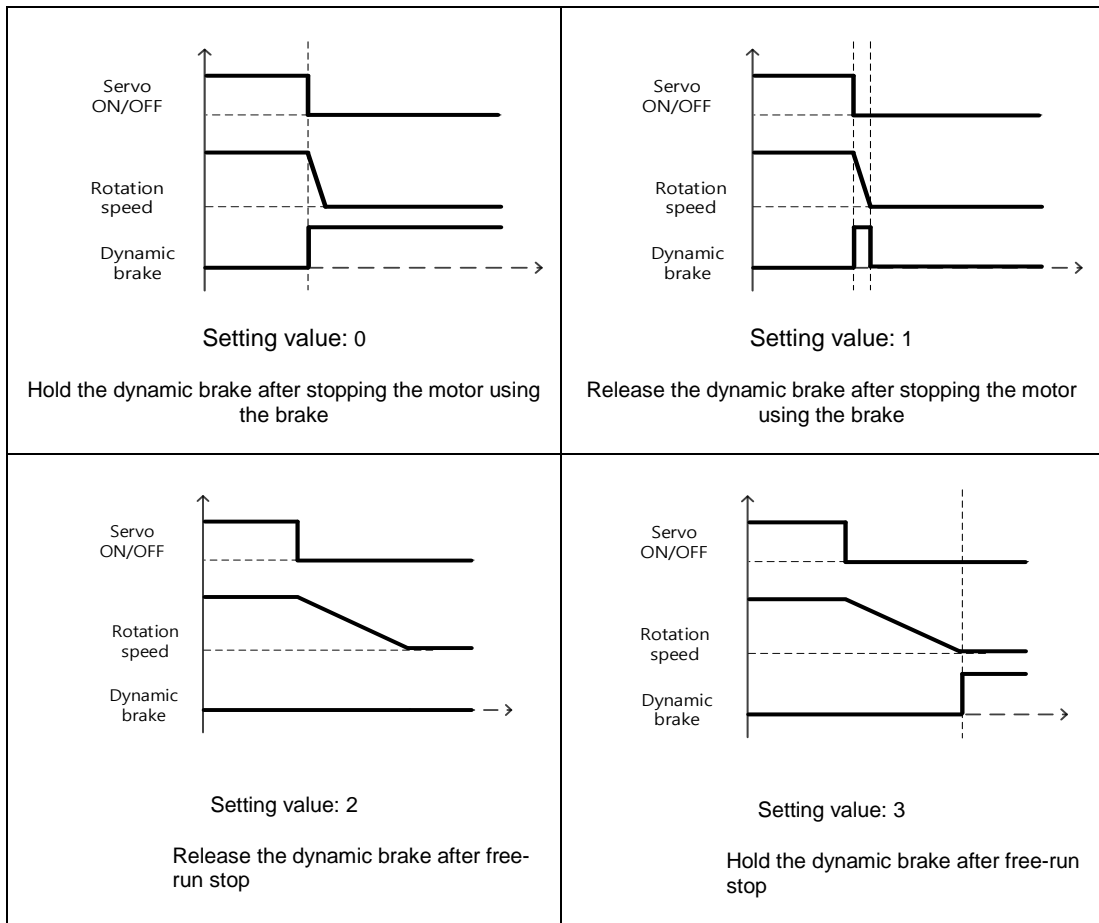 Servo
ON/OFF
Rotation
speed
Dynamic
brake
Setting value: 0
Hold the dynamic brake after stopping the motor using
the brake
Servo
ON/OFF
Rotation
speed
Dynamic
brake
Setting value: 1
Release the dynamic brake after stopping the motor
using the brake
Servo
ON/OFF
Rotation
speed
Dynamic
brake
Setting value: 2
Release the dynamic brake after free-
run stop
Servo
ON/OFF
Rotation
speed
Dynamic
brake
Setting value: 3
Hold the dynamic brake after free-run
stop